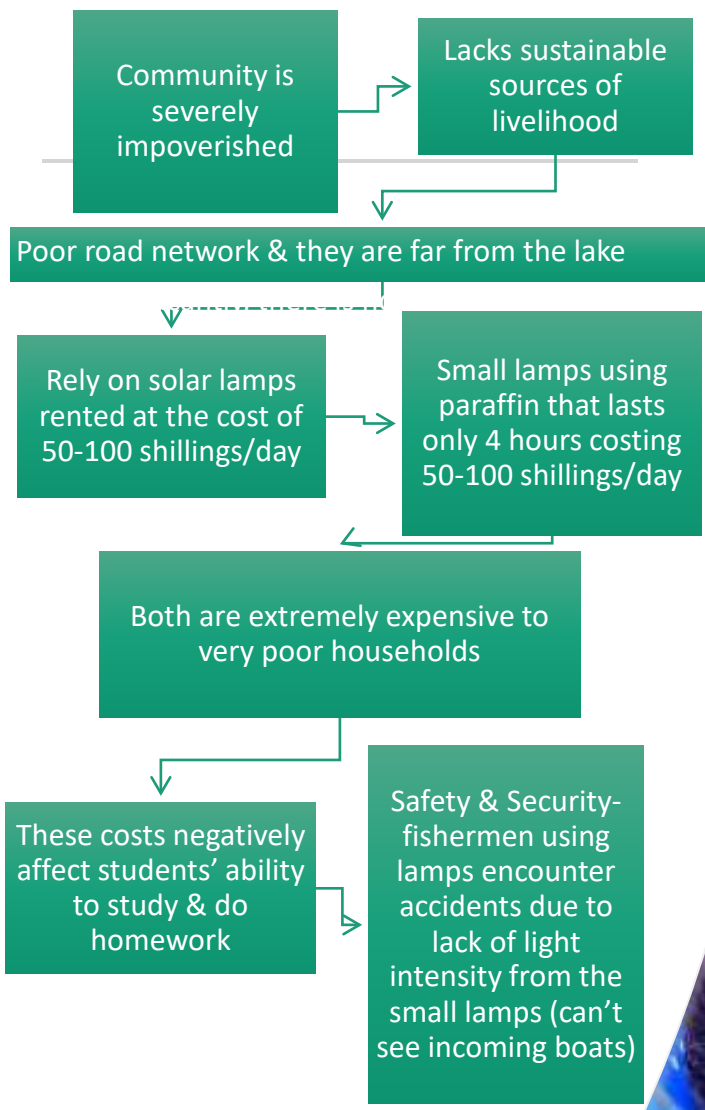 Community is
severely
impoverished
Lacks sustainable
sources of
livelihood
Poor road network & they are far from the lake
there is
Rely on solar lamps
rented at the cost of
50-100 shillings/day
Small lamps using
paraffin that lasts
only 4 hours costing
50-100 shillings/day
Both are extremely expensive to
very poor households
These costs negatively
affect students’ ability
to study & do
homework
Safety & Security-
fishermen using
lamps encounter
accidents due to
lack of light
intensity from the
small lamps (can’t
see incoming boats)